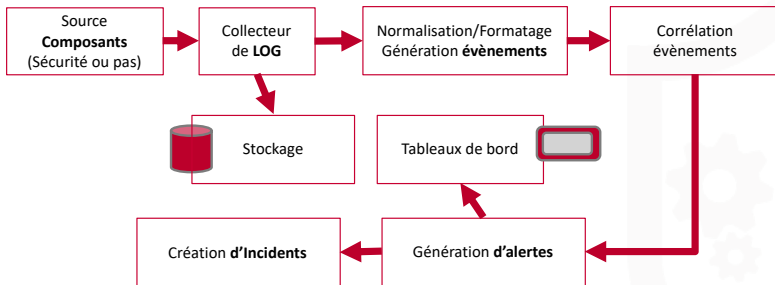 Source
Composants
(Sécurité ou pas)
Collecteur
de LOG
Normalisation/Formatage
Génération évènements
Corrélation
évènements
Stockage
Tableaux de bord
Création d'Incidents
Génération d'alertes